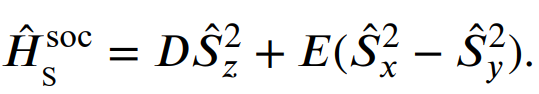 Ĥ_S^soc = DŜ_z^2 + E(Ŝ_x^2 − Ŝ_y^2).